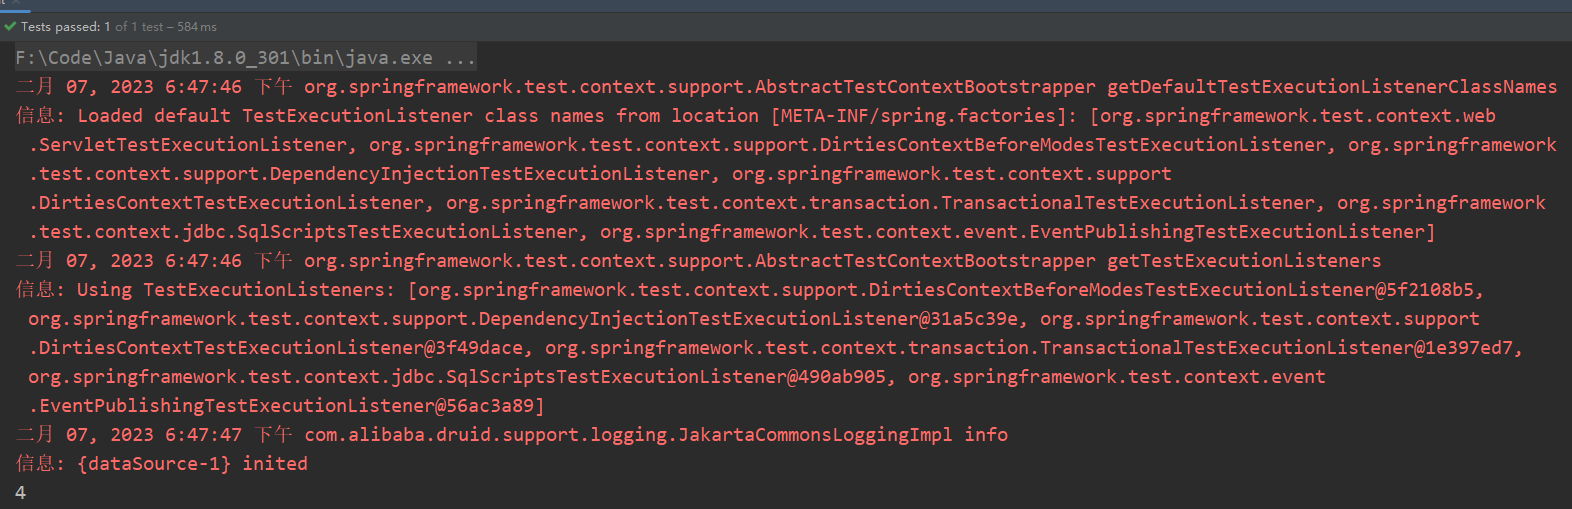 Tests passed: 1 of 1 test – 584 ms
F:\Code\Java\jdk1.8.0_301\bin\java.exe ...
二月 07, 2023 6:47:46 下午 org.springframework.test.context.support.AbstractTestContextBootstrapper getDefaultTestExecutionListenerClassNames
信息: Loaded default TestExecutionListener class names from location [META-INF/spring.factories]: [org.springframework.test.context.web
.ServletTestExecutionListener, org.springframework.test.context.support.DirtiesContextBeforeModesTestExecutionListener, org.springframework
.test.context.support.DependencyInjectionTestExecutionListener, org.springframework.test.context.support
.DirtiesContextTestExecutionListener, org.springframework.test.context.transaction.TransactionalTestExecutionListener, org.springframework
.test.context.jdbc.SqlScriptsTestExecutionListener, org.springframework.test.context.event.EventPublishingTestExecutionListener]
二月 07, 2023 6:47:46 下午 org.springframework.test.context.support.AbstractTestContextBootstrapper getTestExecutionListeners
信息: Using TestExecutionListeners: [org.springframework.test.context.support.DirtiesContextBeforeModesTestExecutionListener@5f2108b5,
org.springframework.test.context.support.DependencyInjectionTestExecutionListener@31a5c39e, org.springframework.test.context.support
.DirtiesContextTestExecutionListener@3f49dace, org.springframework.test.context.transaction.TransactionalTestExecutionListener@1e397ed7,
org.springframework.test.context.jdbc.SqlScriptsTestExecutionListener@490ab905, org.springframework.test.context.event
.EventPublishingTestExecutionListener@56ac3a89]
二月 07, 2023 6:47:47 下午 com.alibaba.druid.support.logging.JakartaCommonsLoggingImpl info
信息: {dataSource-1} inited
4